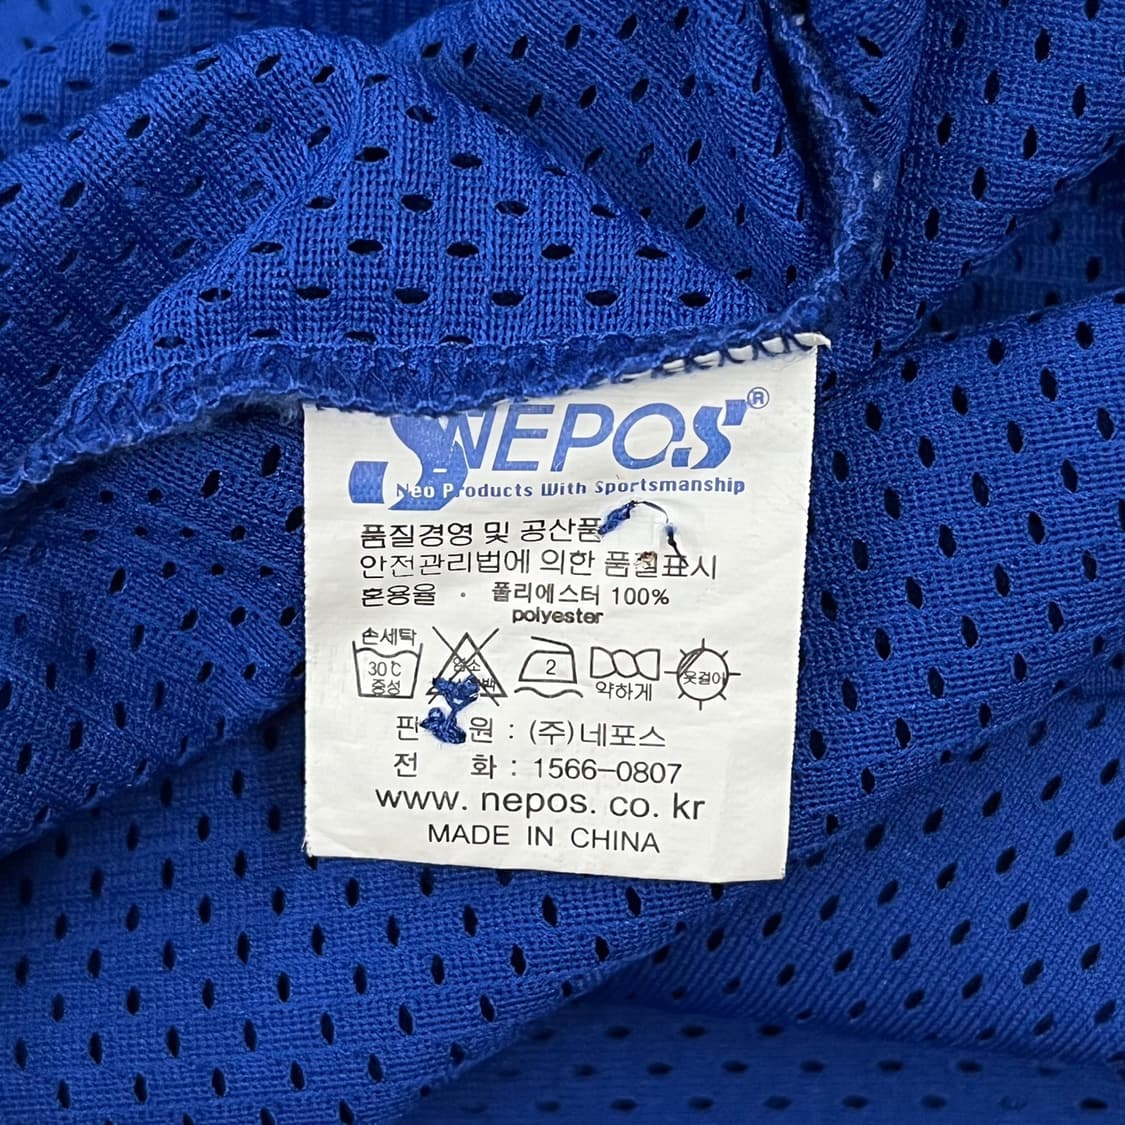 NEPOS®
Neo Products With Sportsmanship
품질경영 및 공산품
안전관리법에 의한 품질표시
혼용율 · 폴리에스터 100%
polyester
손세탁
30℃
중성
염소
2
약하게
옷걸이
판 원 : (주)네포스
전 화 : 1566-0807
www. nepos. co. kr
MADE IN CHINA